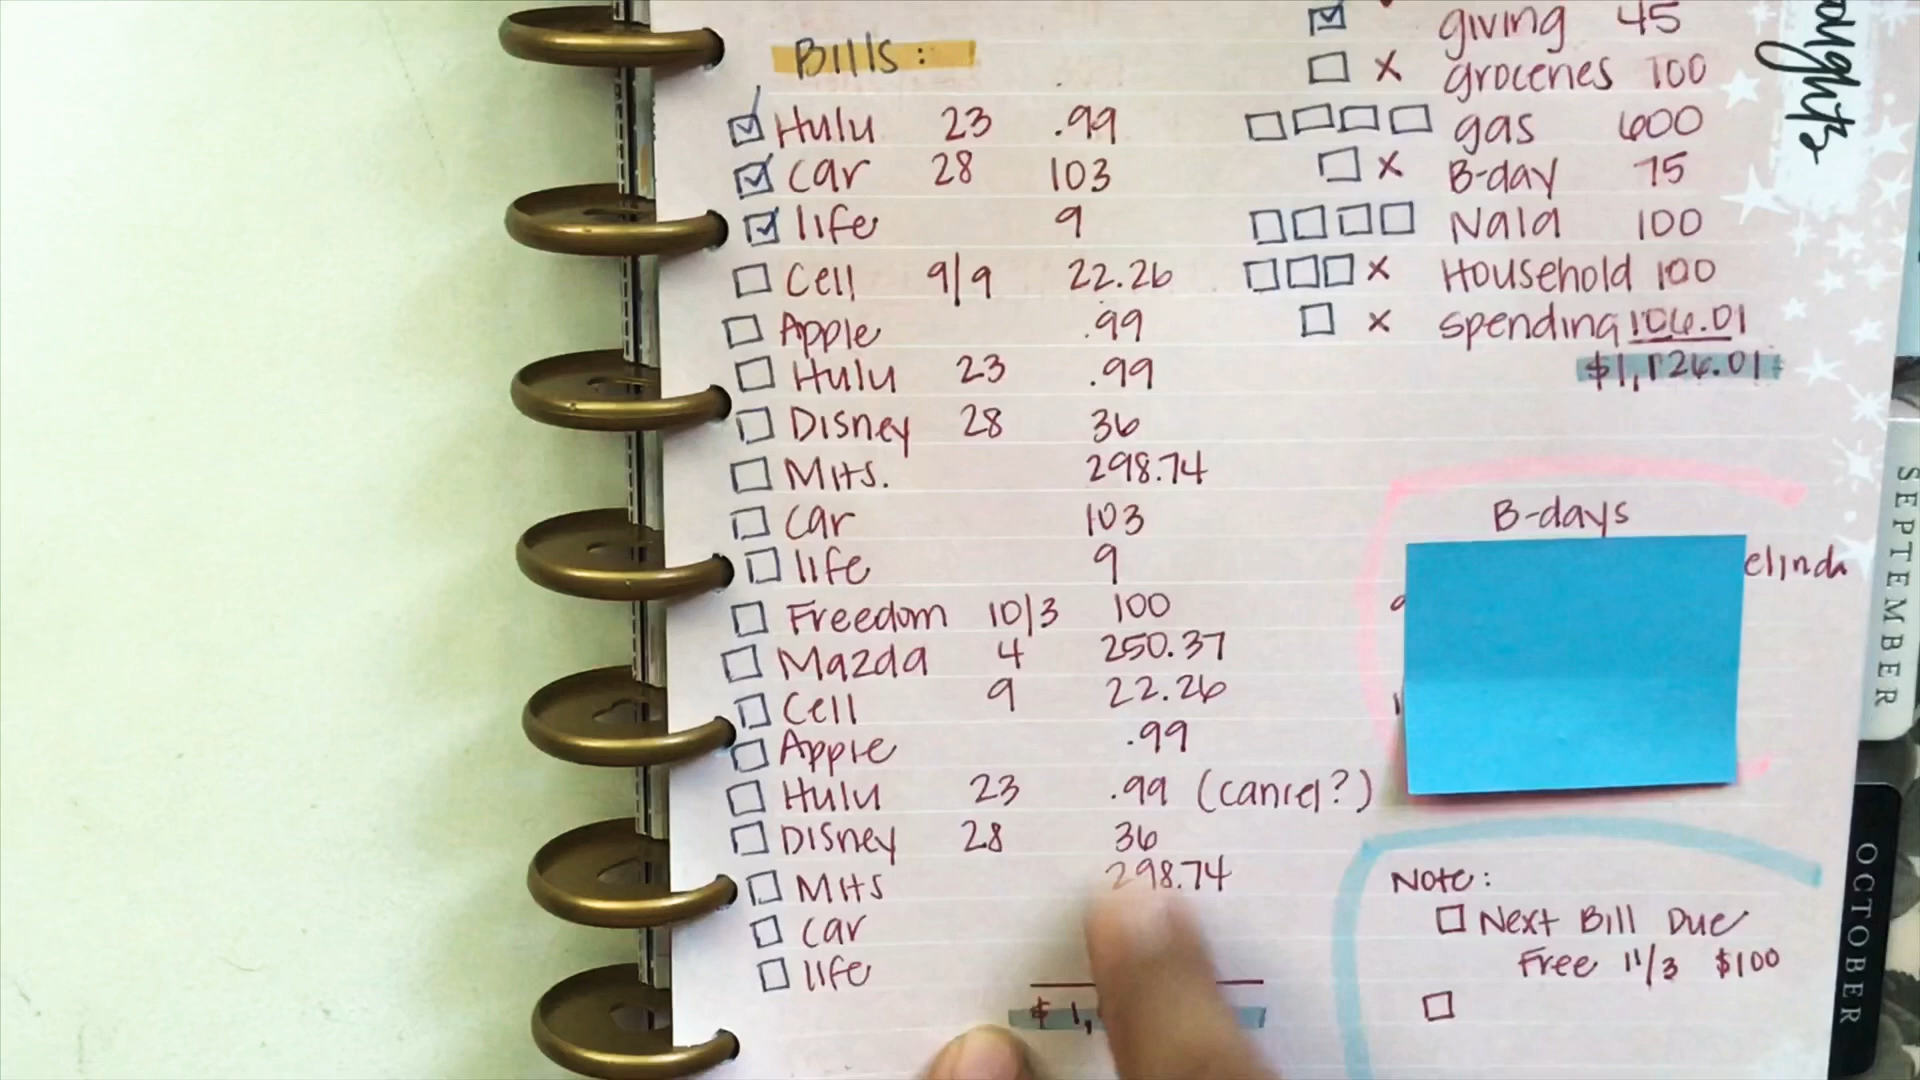 Bills:
Hulu 23 .99
Car 28 103
life 9
Cell 9/9 22.26
Apple .99
Hulu 23 .99
Disney 28 36
Mits. 298.74
Car 103
life 9
Freedom 10/3 100
Mazda 4 250.37
Cell 9 22.26
Apple .99
Hulu 23 .99 (cancel?)
Disney 28 36
Mits 298.74
Car
life
$ 1,
giving 45
x groceries 100
gas 600
x B-day 75
Nala 100
x Household 100
x spending 106.01
$1,126.01
B-days
elinda
Note:
Next Bill Due
Free 11/3 $100
SEPTEMBER
OCTOBER